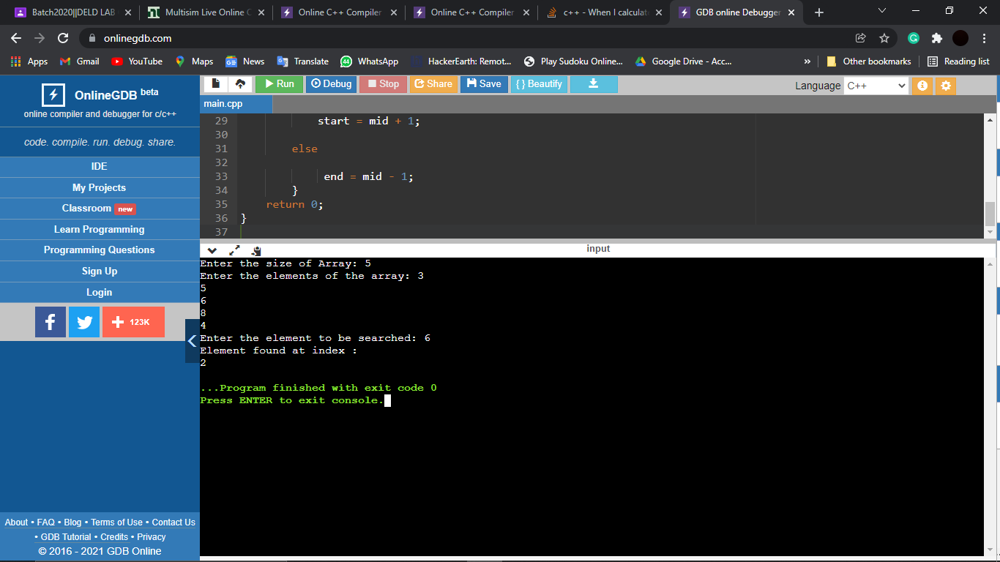 Batch2020||DELD LAB
Multisim Live Online C
Online C++ Compiler
Online C++ Compiler
c++ - When I calculat
GDB online Debugger
onlinegdb.com
Apps Gmail YouTube Maps News Translate WhatsApp HackerEarth: Remot... Play Sudoku Online... Google Drive - Acc... » Other bookmarks Reading list
OnlineGDB beta
online compiler and debugger for c/c++
code. compile. run. debug. share.
IDE
My Projects
Classroom new
Learn Programming
Programming Questions
Sign Up
Login
123K
About • FAQ • Blog • Terms of Use • Contact Us
• GDB Tutorial • Credits • Privacy
© 2016 - 2021 GDB Online
Run Debug Stop Share Save {} Beautify
Language C++
main.cpp
29 start = mid + 1;
30
31 else
32
33 end = mid - 1;
34 }
35 return 0;
36 }
37
input
Enter the size of Array: 5
Enter the elements of the array: 3
5
6
8
4
Enter the element to be searched: 6
Element found at index :
2
...Program finished with exit code 0
Press ENTER to exit console.